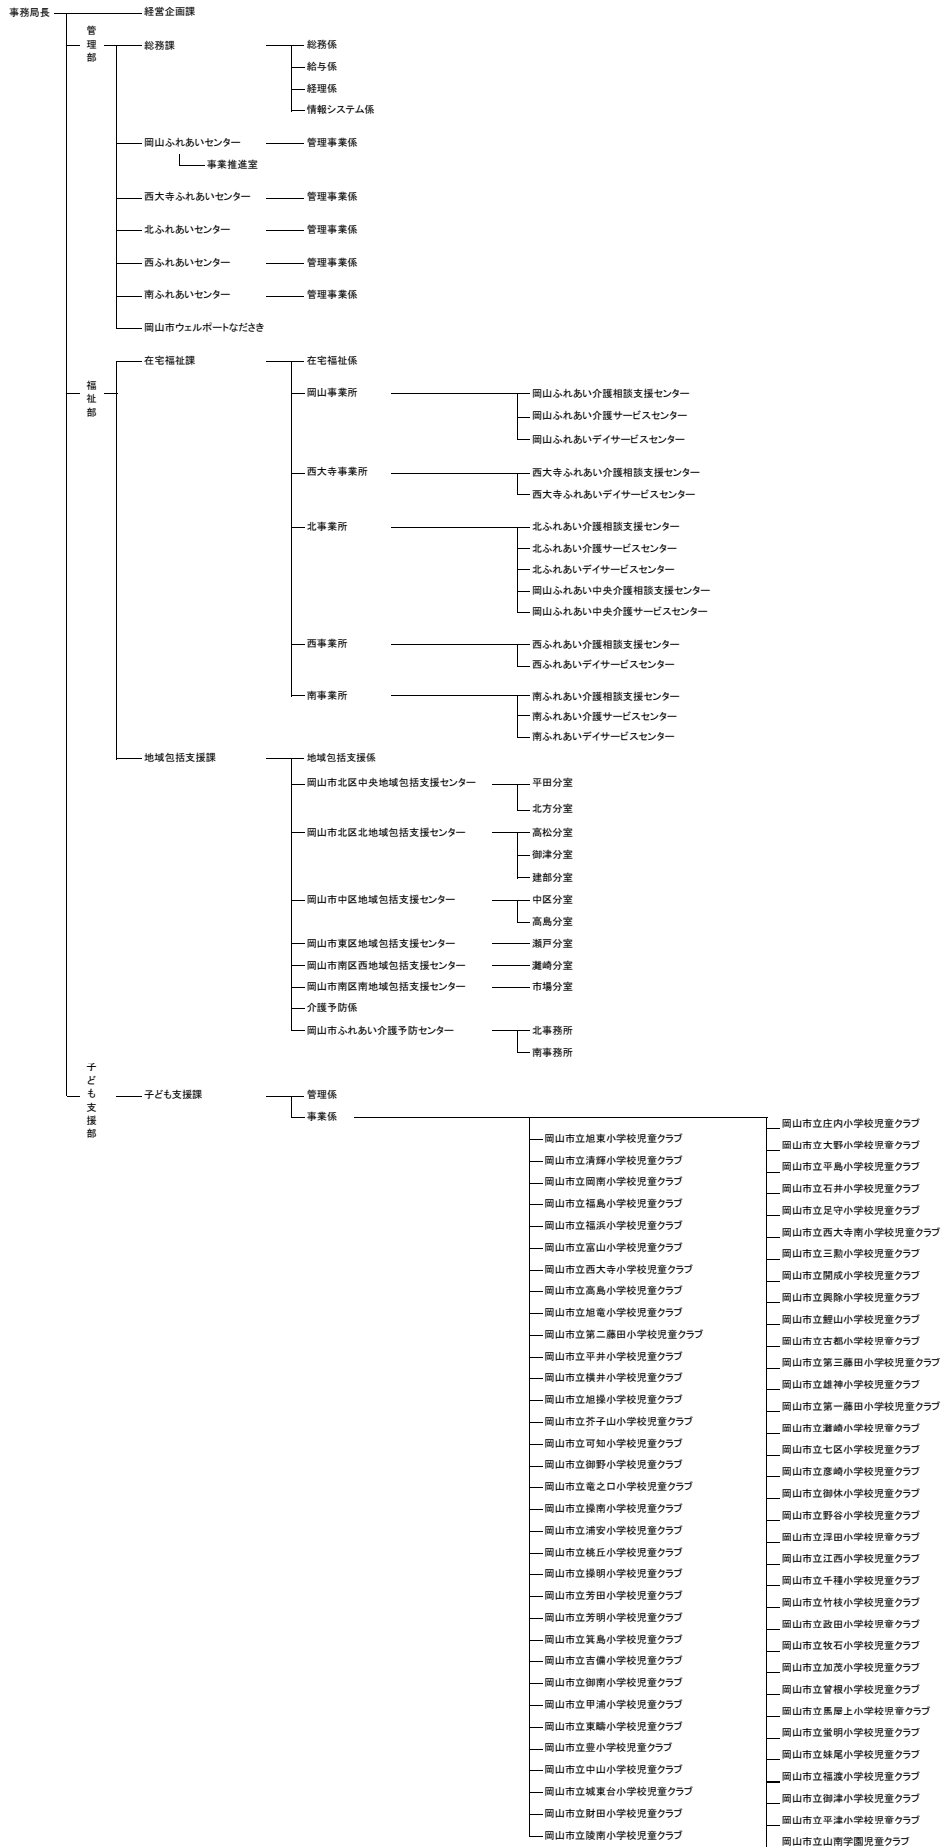 事務局長
経営企画課
管理部
総務課
総務係
給与係
経理係
情報システム係
岡山ふれあいセンター
管理事業係
事業推進室
西大寺ふれあいセンター
管理事業係
北ふれあいセンター
管理事業係
西ふれあいセンター
管理事業係
南ふれあいセンター
管理事業係
岡山市ウェルポートなださき
福祉部
在宅福祉課
在宅福祉係
岡山事業所
岡山ふれあい介護相談支援センター
岡山ふれあい介護サービスセンター
岡山ふれあいデイサービスセンター
西大寺事業所
西大寺ふれあい介護相談支援センター
西大寺ふれあいデイサービスセンター
北事業所
北ふれあい介護相談支援センター
北ふれあい介護サービスセンター
北ふれあいデイサービスセンター
岡山ふれあい中央介護相談支援センター
岡山ふれあい中央介護サービスセンター
西事業所
西ふれあい介護相談支援センター
西ふれあいデイサービスセンター
南事業所
南ふれあい介護相談支援センター
南ふれあい介護サービスセンター
南ふれあいデイサービスセンター
地域包括支援課
地域包括支援係
岡山市北区中央地域包括支援センター
平田分室
北方分室
岡山市北区北地域包括支援センター
高松分室
御津分室
建部分室
岡山市中区地域包括支援センター
中区分室
高島分室
岡山市東区地域包括支援センター
瀬戸分室
岡山市南区西地域包括支援センター
灘崎分室
岡山市南区南地域包括支援センター
市場分室
介護予防係
岡山市ふれあい介護予防センター
北事務所
南事務所
子ども支援部
子ども支援課
管理係
事業係
岡山市立旭東小学校児童クラブ
岡山市立清輝小学校児童クラブ
岡山市立岡南小学校児童クラブ
岡山市立福島小学校児童クラブ
岡山市立福浜小学校児童クラブ
岡山市立富山小学校児童クラブ
岡山市立西大寺小学校児童クラブ
岡山市立高島小学校児童クラブ
岡山市立旭竜小学校児童クラブ
岡山市立第二藤田小学校児童クラブ
岡山市立平井小学校児童クラブ
岡山市立横井小学校児童クラブ
岡山市立旭操小学校児童クラブ
岡山市立芥子山小学校児童クラブ
岡山市立可知小学校児童クラブ
岡山市立御野小学校児童クラブ
岡山市立竜之口小学校児童クラブ
岡山市立操南小学校児童クラブ
岡山市立浦安小学校児童クラブ
岡山市立桃丘小学校児童クラブ
岡山市立操明小学校児童クラブ
岡山市立芳田小学校児童クラブ
岡山市立芳明小学校児童クラブ
岡山市立箕島小学校児童クラブ
岡山市立吉備小学校児童クラブ
岡山市立御南小学校児童クラブ
岡山市立甲浦小学校児童クラブ
岡山市立東疇小学校児童クラブ
岡山市立豊小学校児童クラブ
岡山市立中山小学校児童クラブ
岡山市立城東台小学校児童クラブ
岡山市立財田小学校児童クラブ
岡山市立陵南小学校児童クラブ
岡山市立庄内小学校児童クラブ
岡山市立大野小学校児童クラブ
岡山市立平島小学校児童クラブ
岡山市立石井小学校児童クラブ
岡山市立足守小学校児童クラブ
岡山市立西大寺南小学校児童クラブ
岡山市立三勲小学校児童クラブ
岡山市立開成小学校児童クラブ
岡山市立興除小学校児童クラブ
岡山市立鯉山小学校児童クラブ
岡山市立古都小学校児童クラブ
岡山市立第三藤田小学校児童クラブ
岡山市立雄神小学校児童クラブ
岡山市立第一藤田小学校児童クラブ
岡山市立灘崎小学校児童クラブ
岡山市立七区小学校児童クラブ
岡山市立彦崎小学校児童クラブ
岡山市立御休小学校児童クラブ
岡山市立野谷小学校児童クラブ
岡山市立浮田小学校児童クラブ
岡山市立江西小学校児童クラブ
岡山市立千種小学校児童クラブ
岡山市立竹枝小学校児童クラブ
岡山市立政田小学校児童クラブ
岡山市立牧石小学校児童クラブ
岡山市立加茂小学校児童クラブ
岡山市立曽根小学校児童クラブ
岡山市立馬屋上小学校児童クラブ
岡山市立蛍明小学校児童クラブ
岡山市立妹尾小学校児童クラブ
岡山市立福渡小学校児童クラブ
岡山市立御津小学校児童クラブ
岡山市立平津小学校児童クラブ
岡山市立山南学園児童クラブ